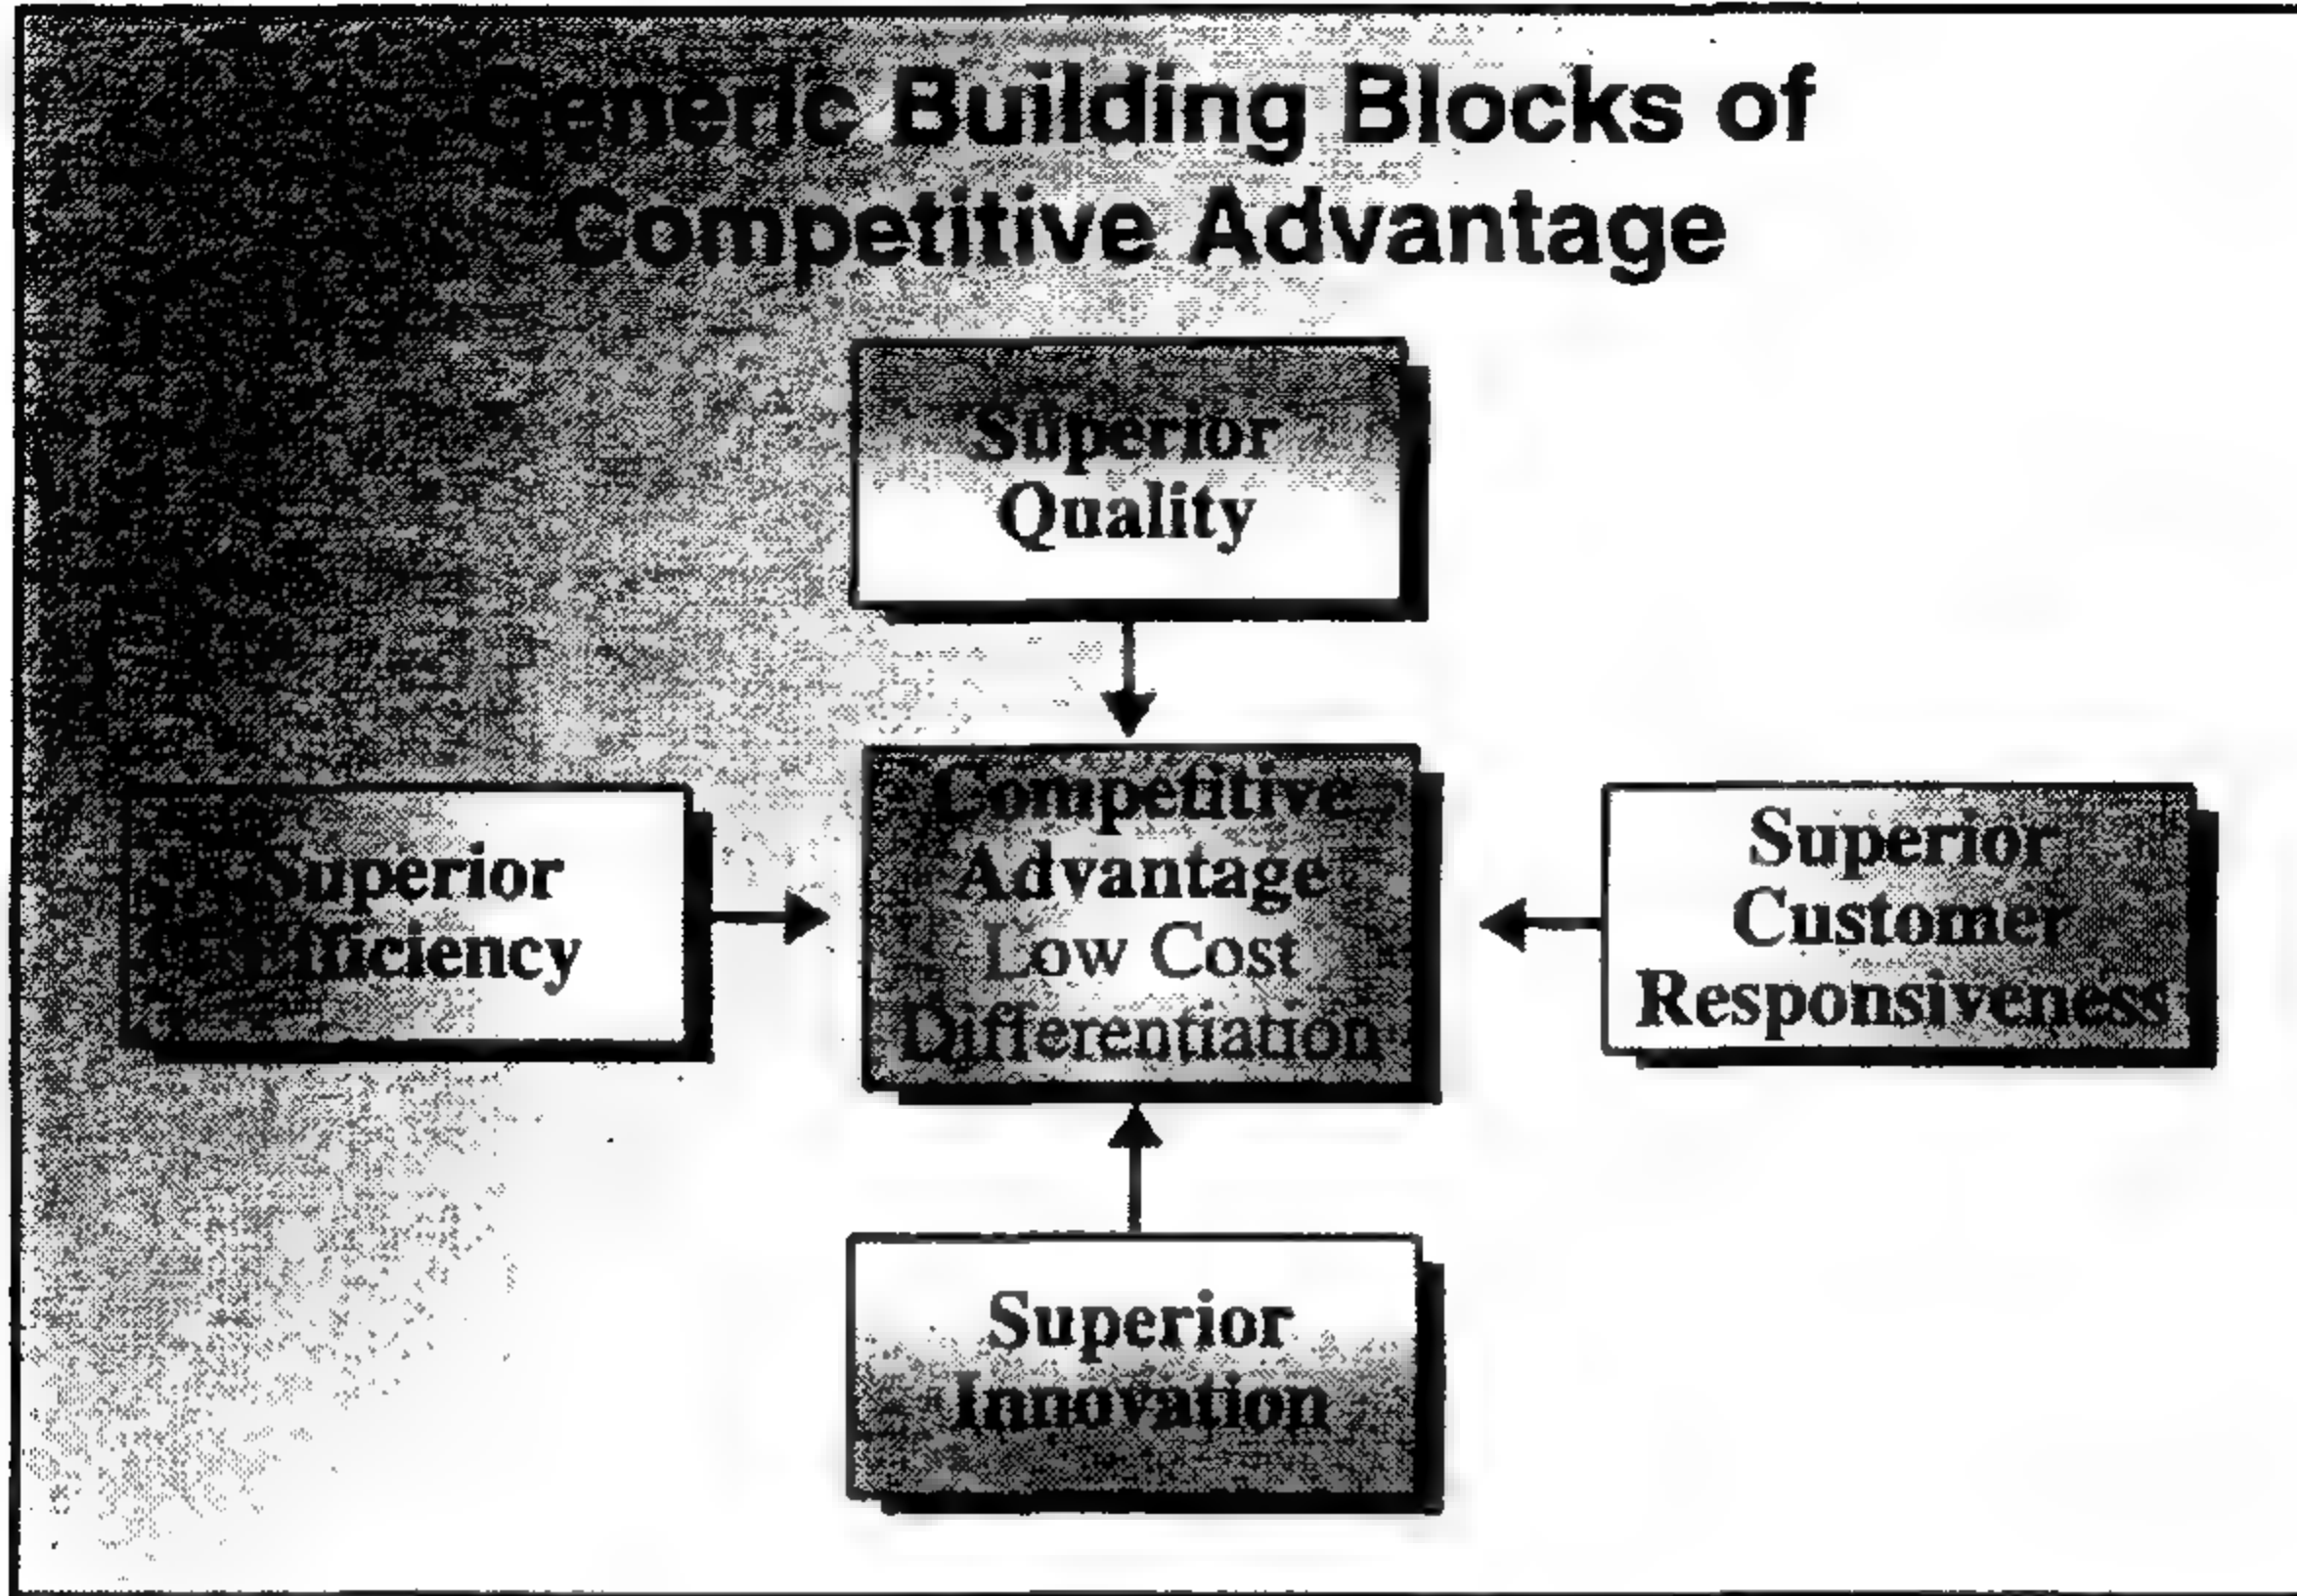 Generic Building Blocks of
Competitive Advantage
Superior
Quality
Superior
Efficiency
Competitive
Advantage
Low Cost
Differentiation
Superior
Customer
Responsiveness
Superior
Innovation